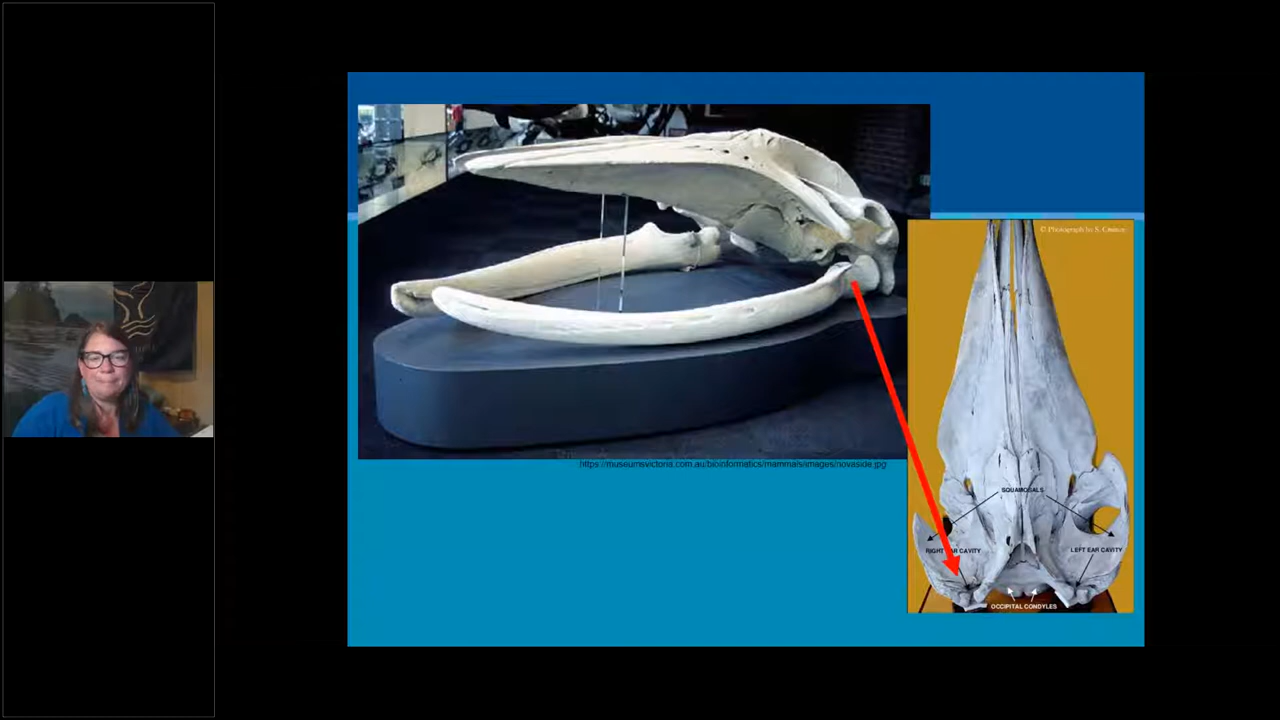 © Photograph by S. Cranner
https://museumsvictoria.com.au/bioinformatics/mammals/images/novaside.jpg
SQUAMOSALS
RIGHT EAR CAVITY
LEFT EAR CAVITY
OCCIPITAL CONDYLES